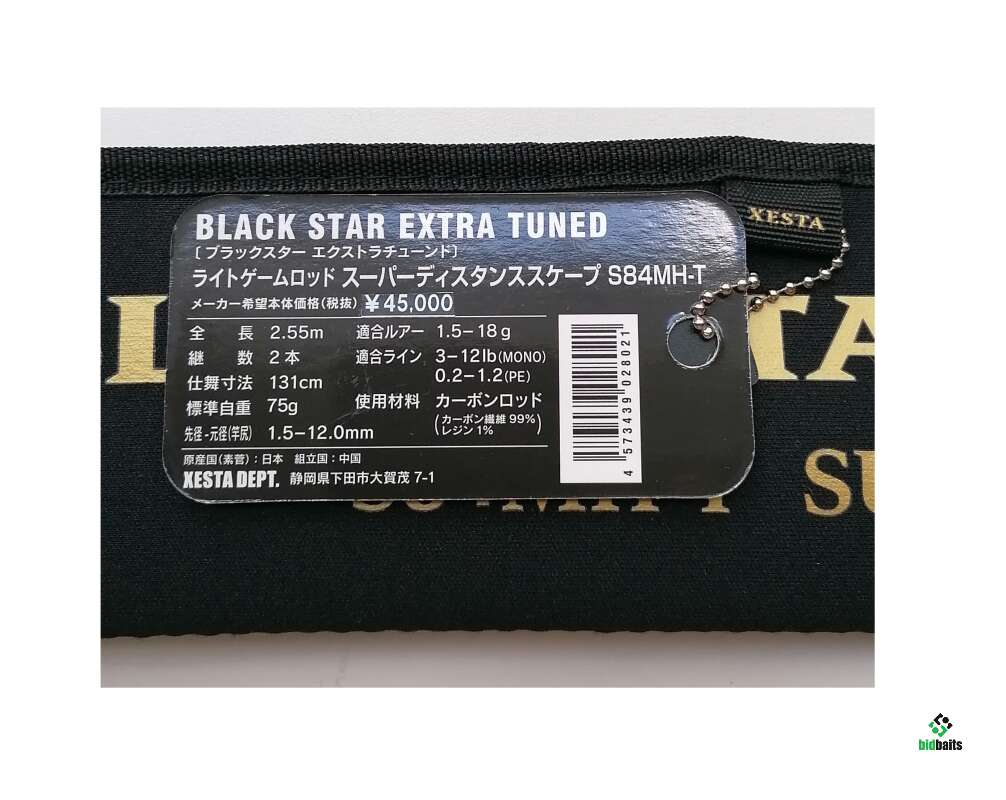 XESTA
BLACK STAR EXTRA TUNED
〔ブラックスター エクストラチューンド〕
ライトゲームロッド スーパーディスタンススケープ S84MH-T
メーカー希望本体価格(税抜) ¥45,000
全 長 2.55m 適合ルアー 1.5-18g
継 数 2本 適合ライン 3-12lb(MONO)
0.2-1.2(PE)
仕舞寸法 131cm
標準自重 75g 使用材料 カーボンロッド
(カーボン繊維 99%
レジン 1%)
先径-元径(竿尻) 1.5-12.0mm
原産国(素菅):日本 組立国:中国
XESTA DEPT. 静岡県下田市大賀茂 7-1
4 573439 028021
TA
SU
bidbaits